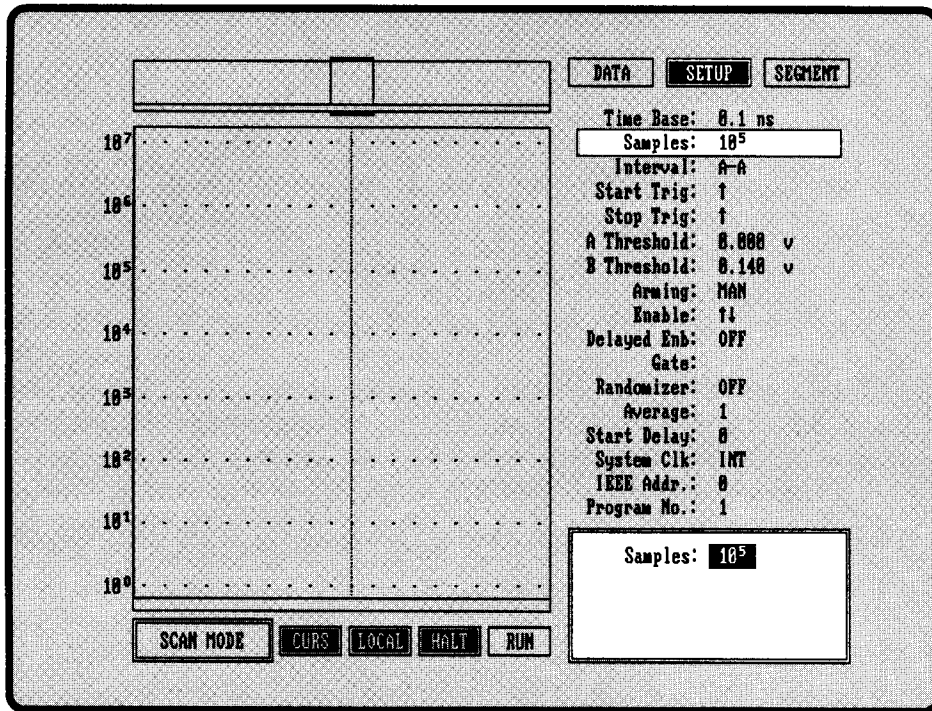 DATA SETUP SEGMENT
Time Base: 0.1 ns
Samples: 10⁵
Interval: A-A
Start Trig: ↑
Stop Trig: ↑
A Threshold: 0.000 v
B Threshold: 0.140 v
Arming: MAN
Enable: ↑↓
Delayed Enb: OFF
Gate:
Randomizer: OFF
Average: 1
Start Delay: 0
System Clk: INT
IEEE Addr.: 0
Program No.: 1
Samples: 10⁵
10⁷
10⁶
10⁵
10⁴
10³
10²
10¹
10⁰
SCAN MODE CURS LOCAL HALT RUN